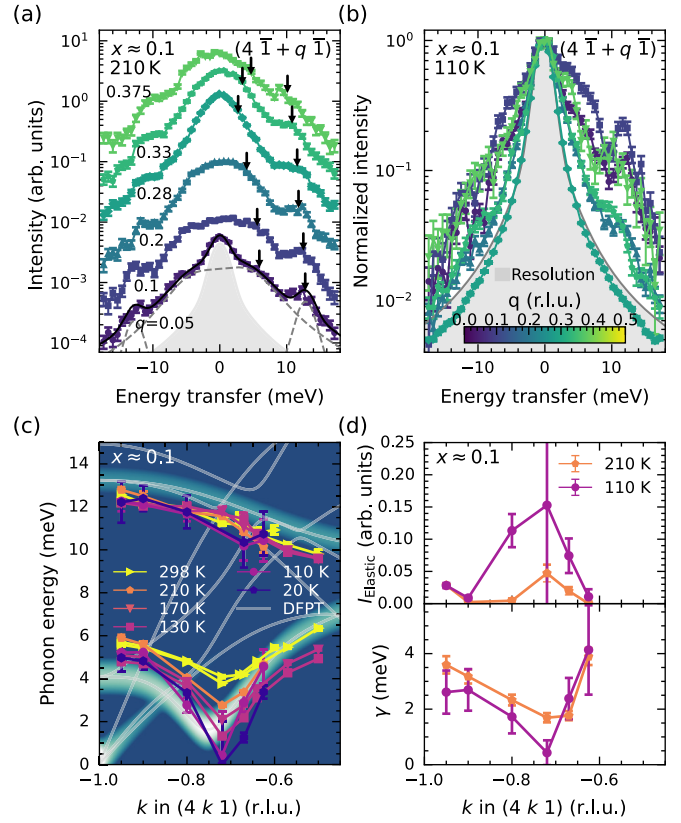 (a)
x ≈ 0.1
210 K
(4 1̅ + q 1̅)
0.375
0.33
0.28
0.2
0.1
q=0.05
10¹
10⁰
10⁻¹
10⁻²
10⁻³
10⁻⁴
Intensity (arb. units)
−10 0 10
Energy transfer (meV)
(b)
x ≈ 0.1
110 K
(4 1̅ + q 1̅)
10⁰
10⁻¹
10⁻²
Normalized intensity
Resolution
q (r.l.u.)
0.0 0.1 0.2 0.3 0.4 0.5
−10 0 10
Energy transfer (meV)
(c)
x ≈ 0.1
14
12
10
8
6
4
2
0
Phonon energy (meV)
298 K
210 K
170 K
130 K
110 K
20 K
DFPT
−1.0 −0.8 −0.6
k in (4 k 1) (r.l.u.)
(d)
x ≈ 0.1
210 K
110 K
0.25
0.20
0.15
0.10
0.05
0.00
I_Elastic (arb. units)
4
2
0
γ (meV)
−1.0 −0.8 −0.6
k in (4 k 1) (r.l.u.)